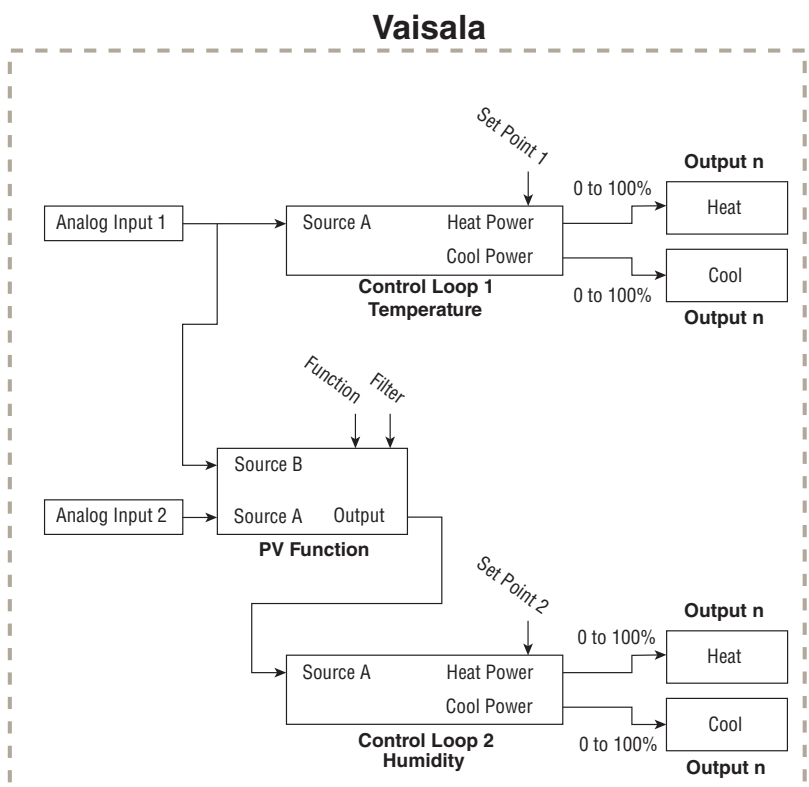 Vaisala
Set Point 1
Output n
0 to 100%
Heat
Analog Input 1
Source A
Heat Power
Cool Power
Cool
Control Loop 1
Temperature
0 to 100%
Output n
Function
Filter
Source B
Analog Input 2
Source A
Output
PV Function
Set Point 2
Output n
0 to 100%
Heat
Source A
Heat Power
Cool Power
Cool
Control Loop 2
Humidity
0 to 100%
Output n